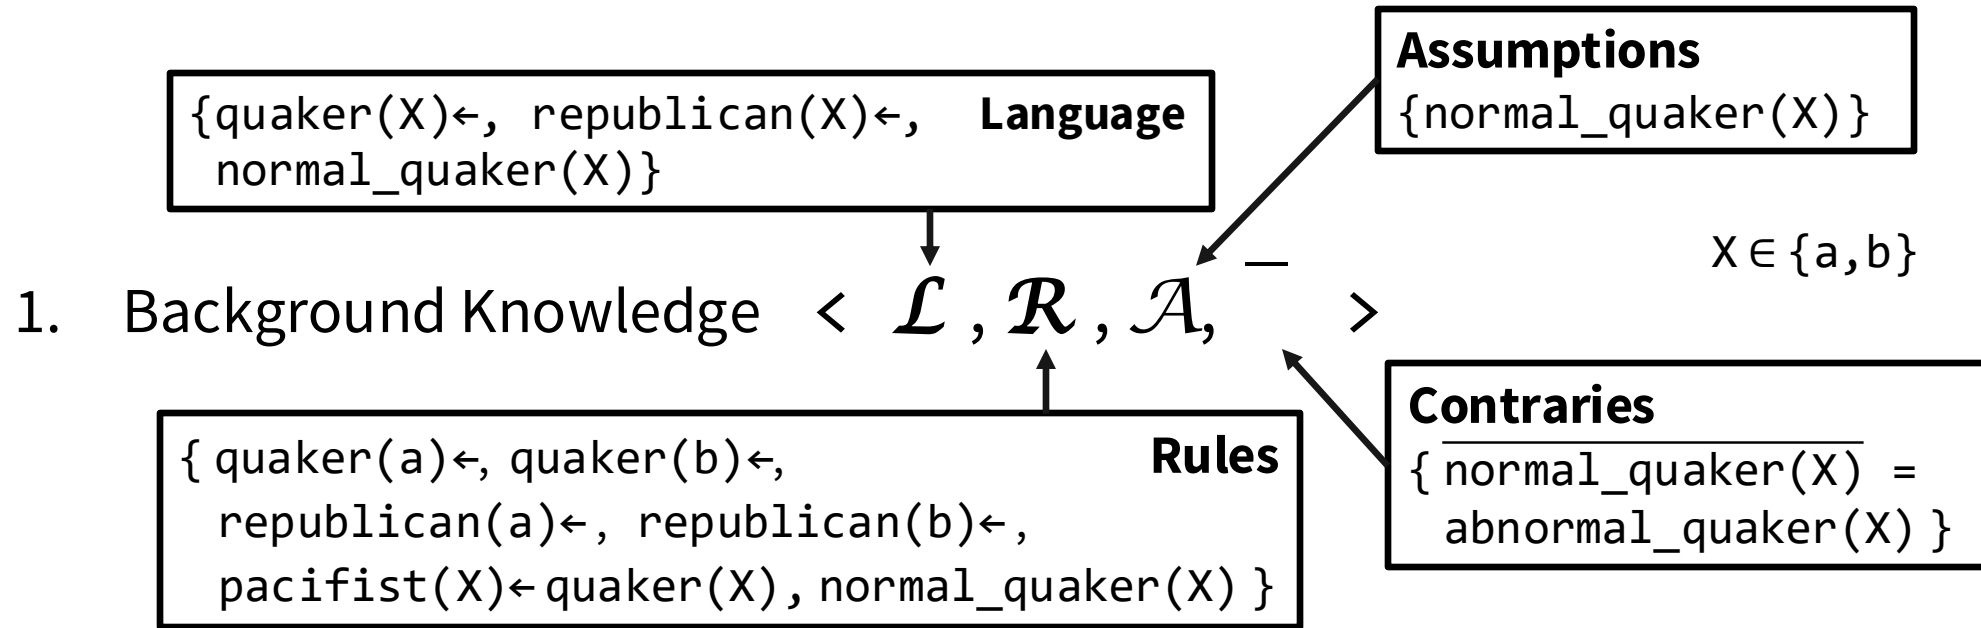 Assumptions
{normal_quaker(X)}
{quaker(X)←, republican(X)←, Language
normal_quaker(X)}
X ∈ {a,b}
1. Background Knowledge < ℒ , ℛ , 𝒜, ‾ >
Contraries
{ n̅o̅r̅m̅a̅l̅_̅q̅u̅a̅k̅e̅r̅(̅X̅)̅ =
abnormal_quaker(X) }
{ quaker(a)←, quaker(b)←, Rules
republican(a)←, republican(b)←,
pacifist(X)← quaker(X), normal_quaker(X) }